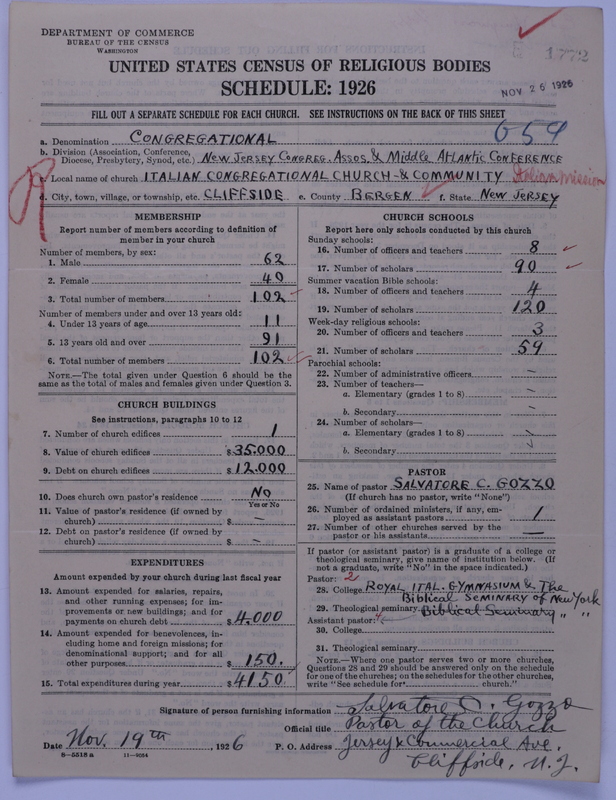 DEPARTMENT OF COMMERCE
BUREAU OF THE CENSUS
WASHINGTON
1772
NOV 26 1926
UNITED STATES CENSUS OF RELIGIOUS BODIES
SCHEDULE: 1926
FILL OUT A SEPARATE SCHEDULE FOR EACH CHURCH. SEE INSTRUCTIONS ON THE BACK OF THIS SHEET
659
a. Denomination CONGREGATIONAL
b. Division (Association, Conference,
Diocese, Presbytery, Synod, etc.) NEW JERSEY CONGREG. ASSOS. & MIDDLE ATLANTIC CONFERENCE
c. Local name of church ITALIAN CONGREGATIONAL CHURCH & COMMUNITY Italian Mission
d. City, town, village, or township, etc. CLIFFSIDE e. County BERGEN f. State NEW JERSEY
MEMBERSHIP
Report number of members according to definition of
member in your church
Number of members, by sex:
1. Male 62
2. Female 40
3. Total number of members 102
Number of members under and over 13 years old:
4. Under 13 years of age 11
5. 13 years old and over 91
6. Total number of members 102
NOTE.—The total given under Question 6 should be the
same as the total of males and females given under Question 3.
CHURCH BUILDINGS
See instructions, paragraphs 10 to 12
7. Number of church edifices 1
8. Value of church edifices $35.000
9. Debt on church edifices $12.000
10. Does church own pastor's residence No
Yes or No
11. Value of pastor's residence (if owned by
church) $ —
12. Debt on pastor's residence (if owned by
church) $ —
EXPENDITURES
Amount expended by your church during last fiscal year
13. Amount expended for salaries, repairs,
and other running expenses; for im-
provements or new buildings; and for
payments on church debt $4.000
14. Amount expended for benevolences, in-
cluding home and foreign missions; for
denominational support; and for all
other purposes $150.
15. Total expenditures during year $4150
CHURCH SCHOOLS
Report here only schools conducted by this church
Sunday schools:
16. Number of officers and teachers 8
17. Number of scholars 90
Summer vacation Bible schools:
18. Number of officers and teachers 4
19. Number of scholars 120
Week-day religious schools:
20. Number of officers and teachers 3
21. Number of scholars 59
Parochial schools:
22. Number of administrative officers —
23. Number of teachers—
a. Elementary (grades 1 to 8) —
b. Secondary —
24. Number of scholars—
a. Elementary (grades 1 to 8)
b. Secondary
PASTOR
25. Name of pastor SALVATORE C. GOZZO
(If church has no pastor, write "None")
26. Number of ordained ministers, if any, em-
ployed as assistant pastors 1
27. Number of other churches served by the
pastor or his assistants —
If pastor (or assistant pastor) is a graduate of a college or
theological seminary, give name of institution below. (If
not a graduate, write "No" in the space indicated.)
Pastor: 2
28. College ROYAL ITAL. GYMNASIUM & The
Biblical SEMINARY of New York
29. Theological seminary Biblical Seminary " "
Assistant pastor:
30. College
31. Theological seminary
NOTE.—Where one pastor serves two or more churches,
Questions 28 and 29 should be answered only on the schedule
for one of the churches; on the schedules for the other churches,
write "See schedule for church."
Signature of person furnishing information Salvatore C. Gozzo
Official title Pastor of the Church
Date Nov. 19th, 1926 P. O. Address Jersey & Commercial Ave.
8—5518a 11—9054 Cliffside, N. J.